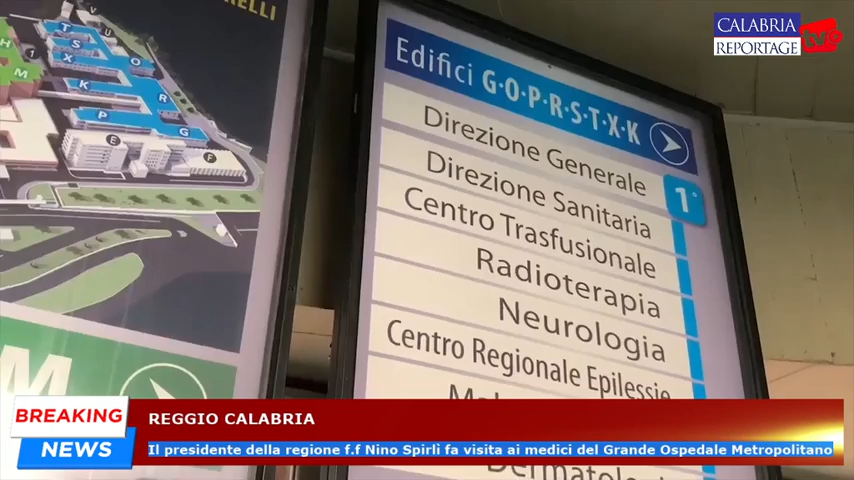 ELLI
CALABRIA
REPORTAGE tv
Edifici G·O·P·R·S·T·X·K
Direzione Generale
1°
Direzione Sanitaria
Centro Trasfusionale
Radioterapia
Neurologia
Centro Regionale Epilessie
V U
T
S O
X
K R
P G
E
F
H
M
M
BREAKING
NEWS
REGGIO CALABRIA
Il presidente della regione f.f Nino Spirlì fa visita ai medici del Grande Ospedale Metropolitano